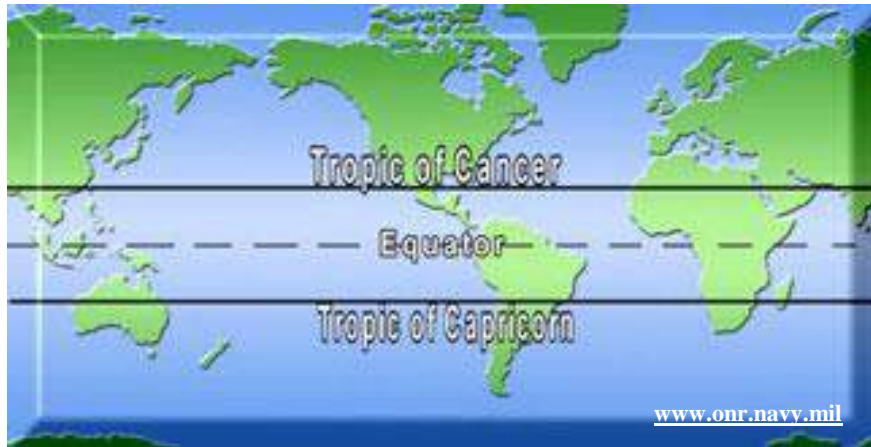 Tropic of Cancer
Equator
Tropic of Capricorn
www.onr.navy.mil